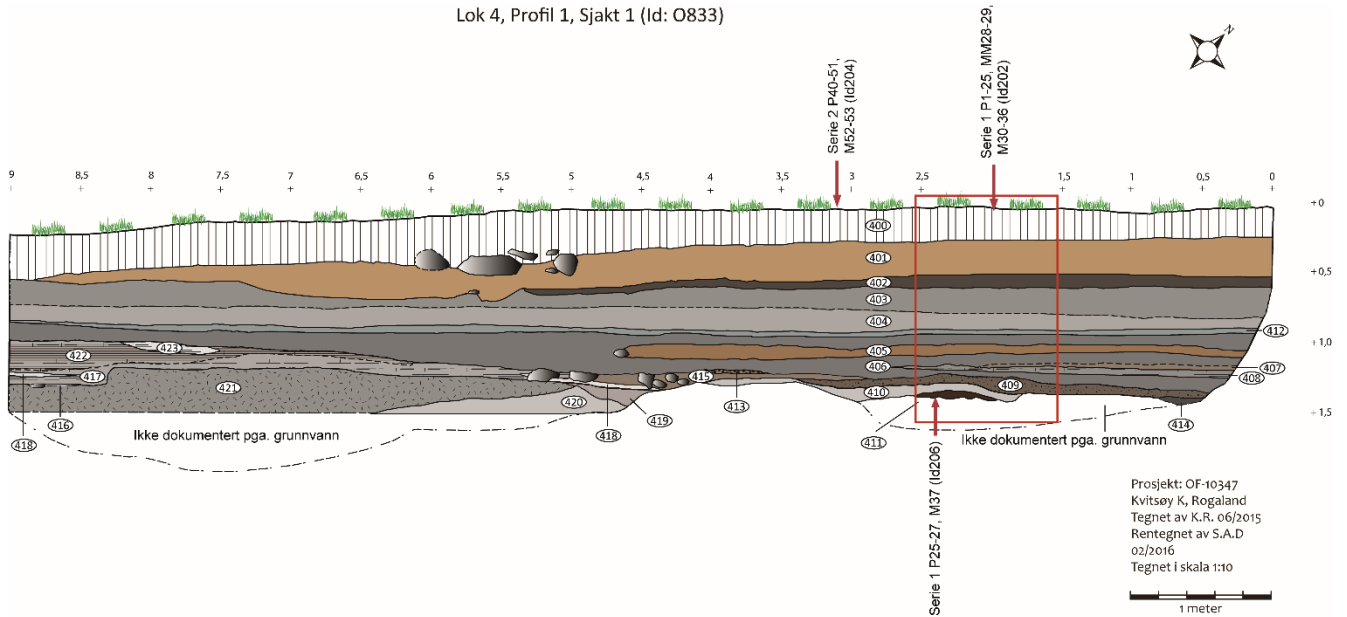 Lok 4, Profil 1, Sjakt 1 (Id: O833)
N
Serie 2 P40-51,
M52-53 (Id204)
Serie 1 P1-25, MM28-29,
M30-36 (Id202)
9 8,5 8 7,5 7 6,5 6 5,5 5 4,5 4 3,5 3 2,5 2 1,5 1 0,5 0
+0
400
401
+0,5
402
403
404
412
+1,0
423
422
405
406
407
417
415
408
421
409
410
413
420
419
416
418
418
411
414
+1,5
Ikke dokumentert pga. grunnvann
Ikke dokumentert pga. grunnvann
Serie 1 P25-27, M37 (Id206)
Prosjekt: OF-10347
Kvitsøy K, Rogaland
Tegnet av K.R. 06/2015
Rentegnet av S.A.D
02/2016
Tegnet i skala 1:10
1 meter